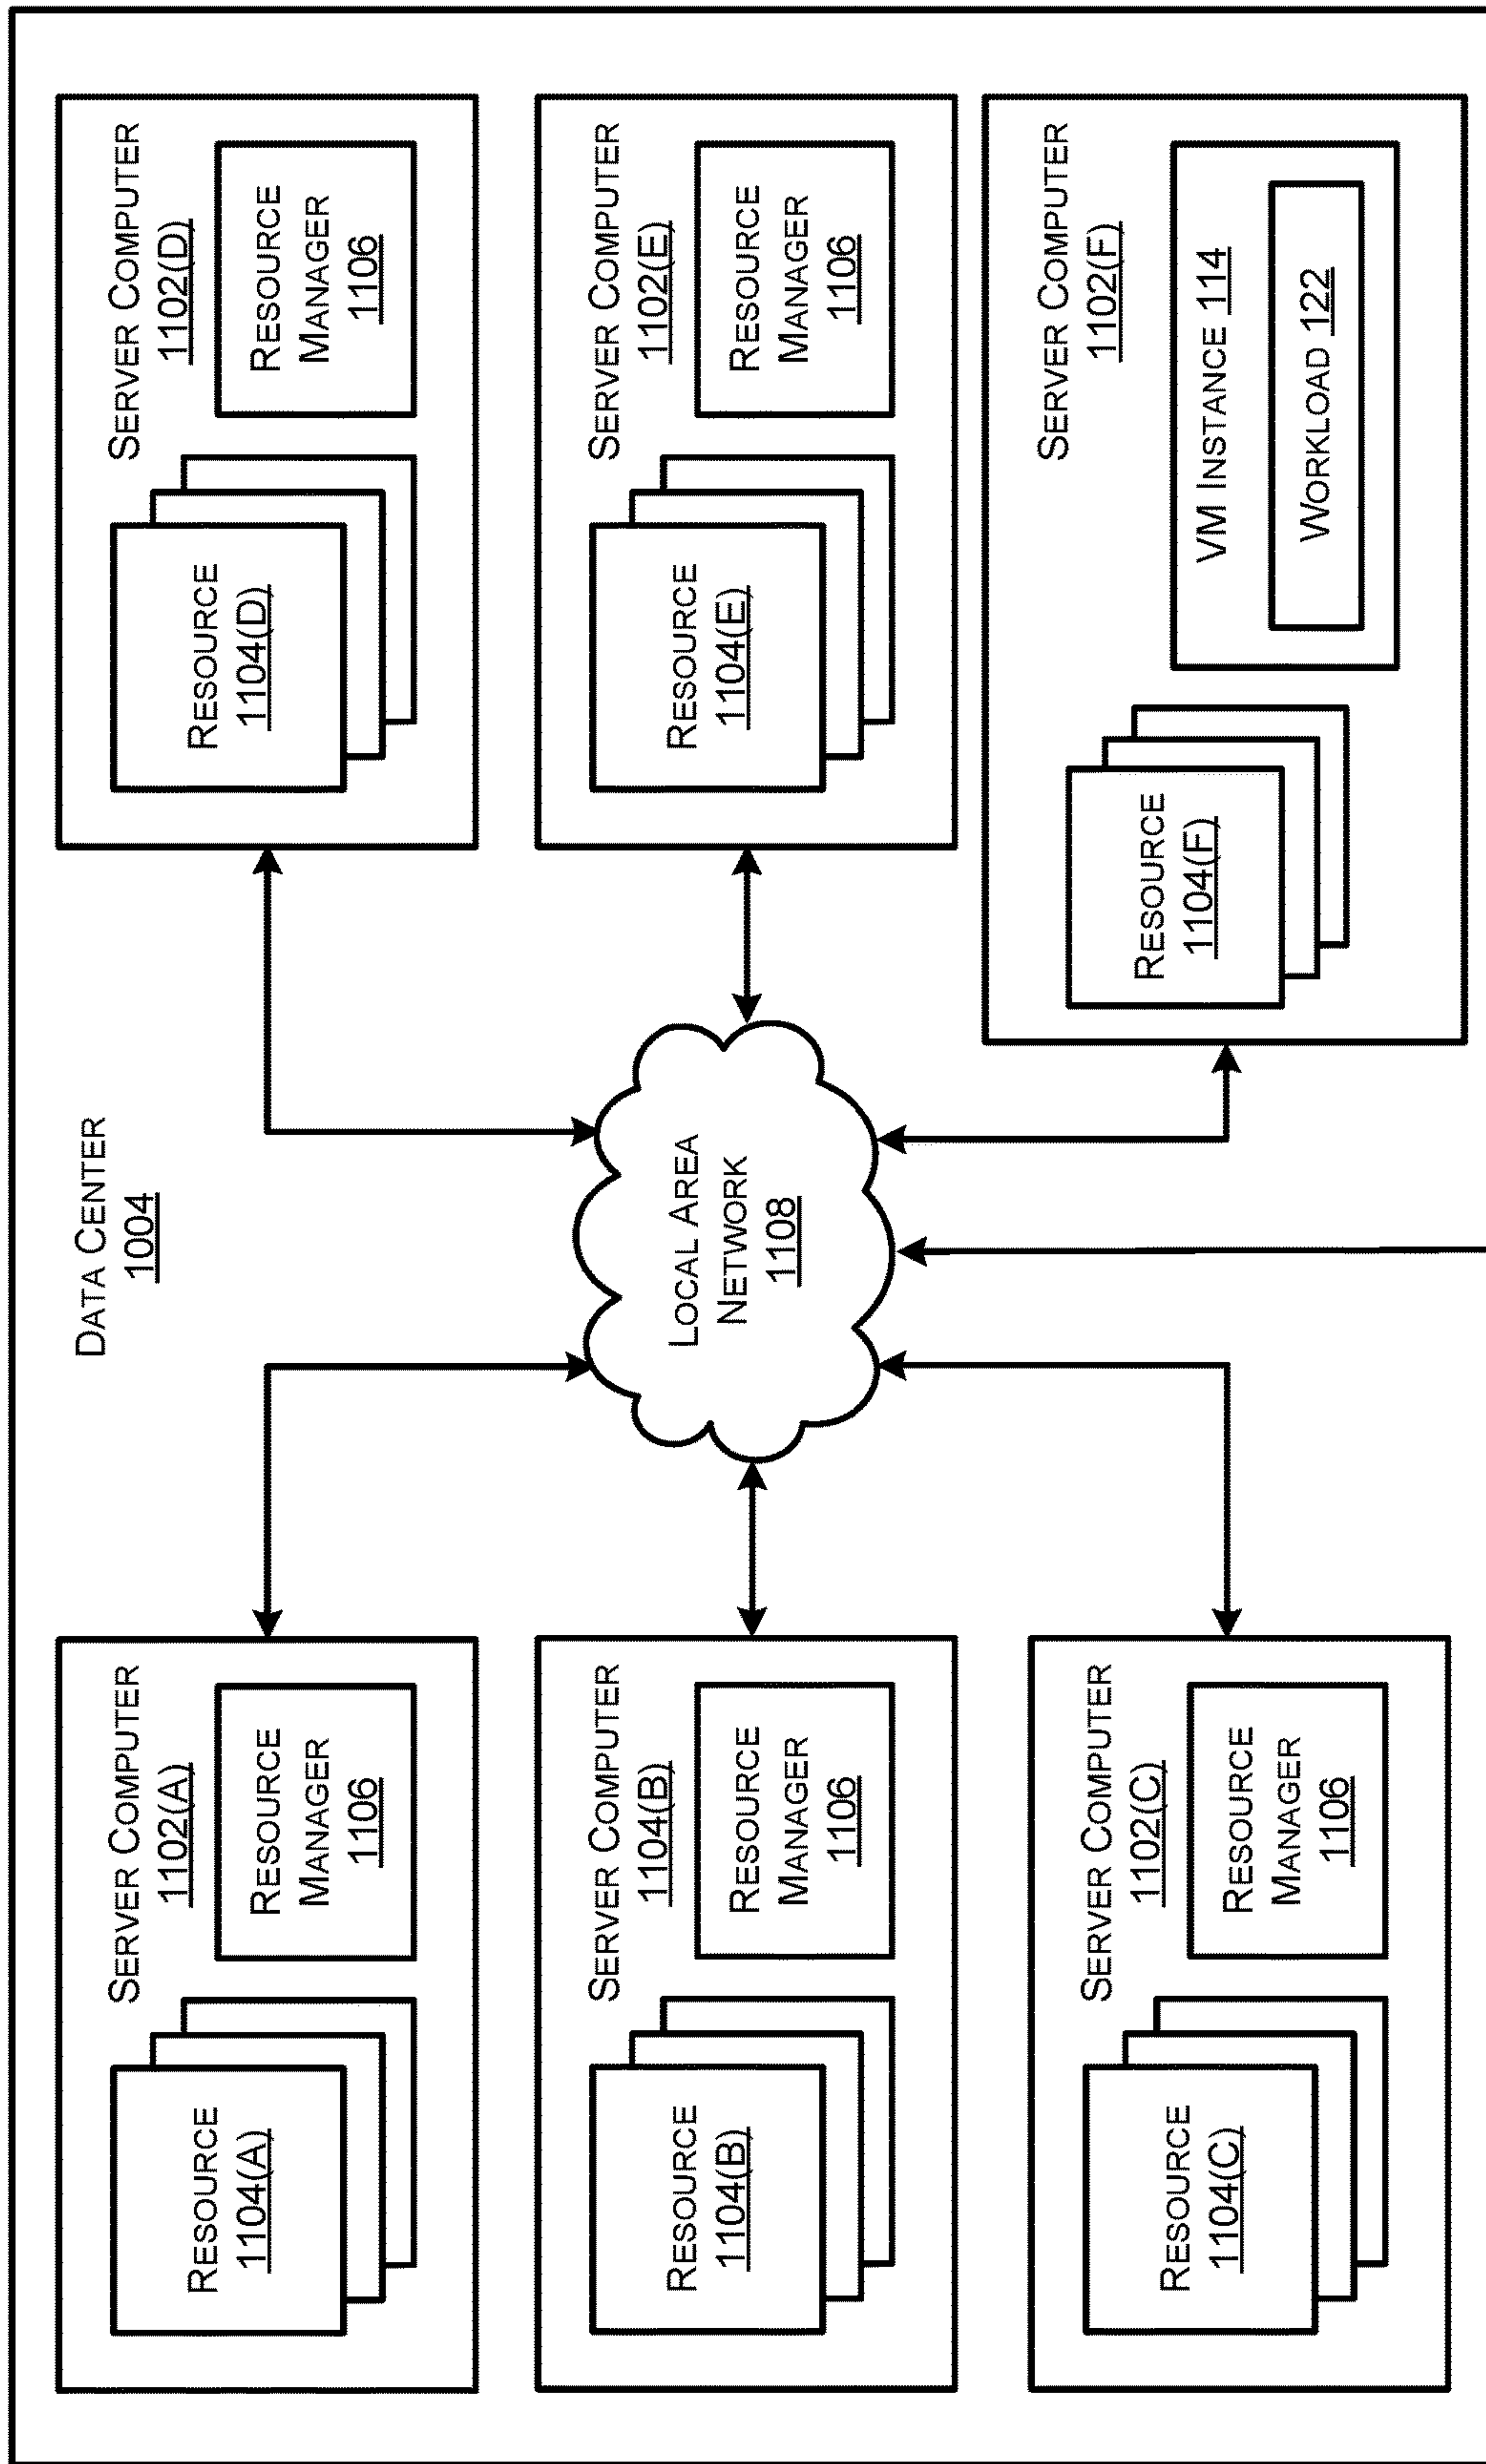 DATA CENTER
1004
SERVER COMPUTER
1102(A)
RESOURCE
1104(A)
RESOURCE
MANAGER
1106
SERVER COMPUTER
1104(B)
RESOURCE
1104(B)
RESOURCE
MANAGER
1106
SERVER COMPUTER
1102(C)
RESOURCE
1104(C)
RESOURCE
MANAGER
1106
LOCAL AREA
NETWORK
1108
SERVER COMPUTER
1102(D)
RESOURCE
1104(D)
RESOURCE
MANAGER
1106
SERVER COMPUTER
1102(E)
RESOURCE
1104(E)
RESOURCE
MANAGER
1106
SERVER COMPUTER
1102(F)
RESOURCE
1104(F)
VM INSTANCE 114
WORKLOAD 122